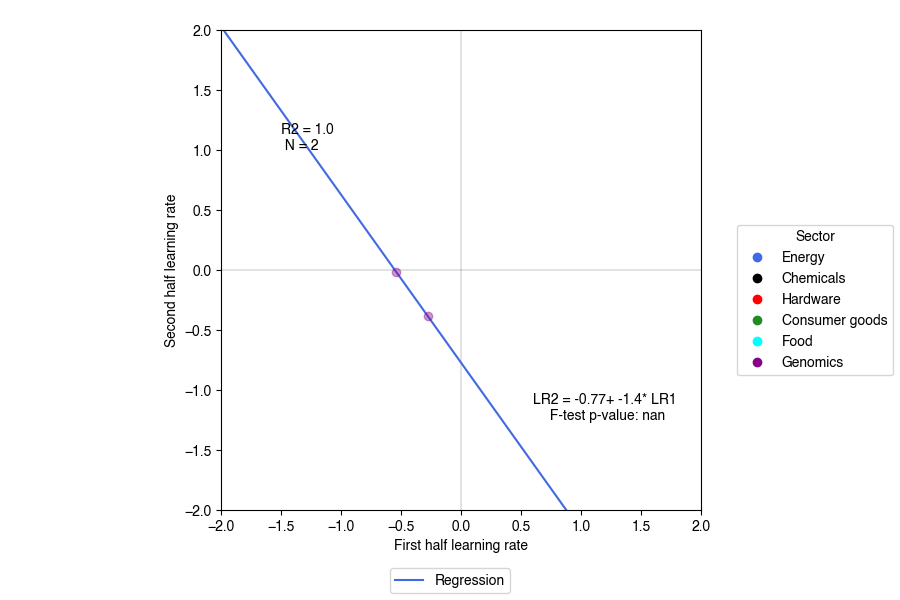 2.0
1.5
1.0
0.5
0.0
−0.5
−1.0
−1.5
−2.0
Second half learning rate
R2 = 1.0
N = 2
LR2 = -0.77+ -1.4* LR1
F-test p-value: nan
−2.0 −1.5 −1.0 −0.5 0.0 0.5 1.0 1.5 2.0
First half learning rate
Regression
Sector
Energy
Chemicals
Hardware
Consumer goods
Food
Genomics